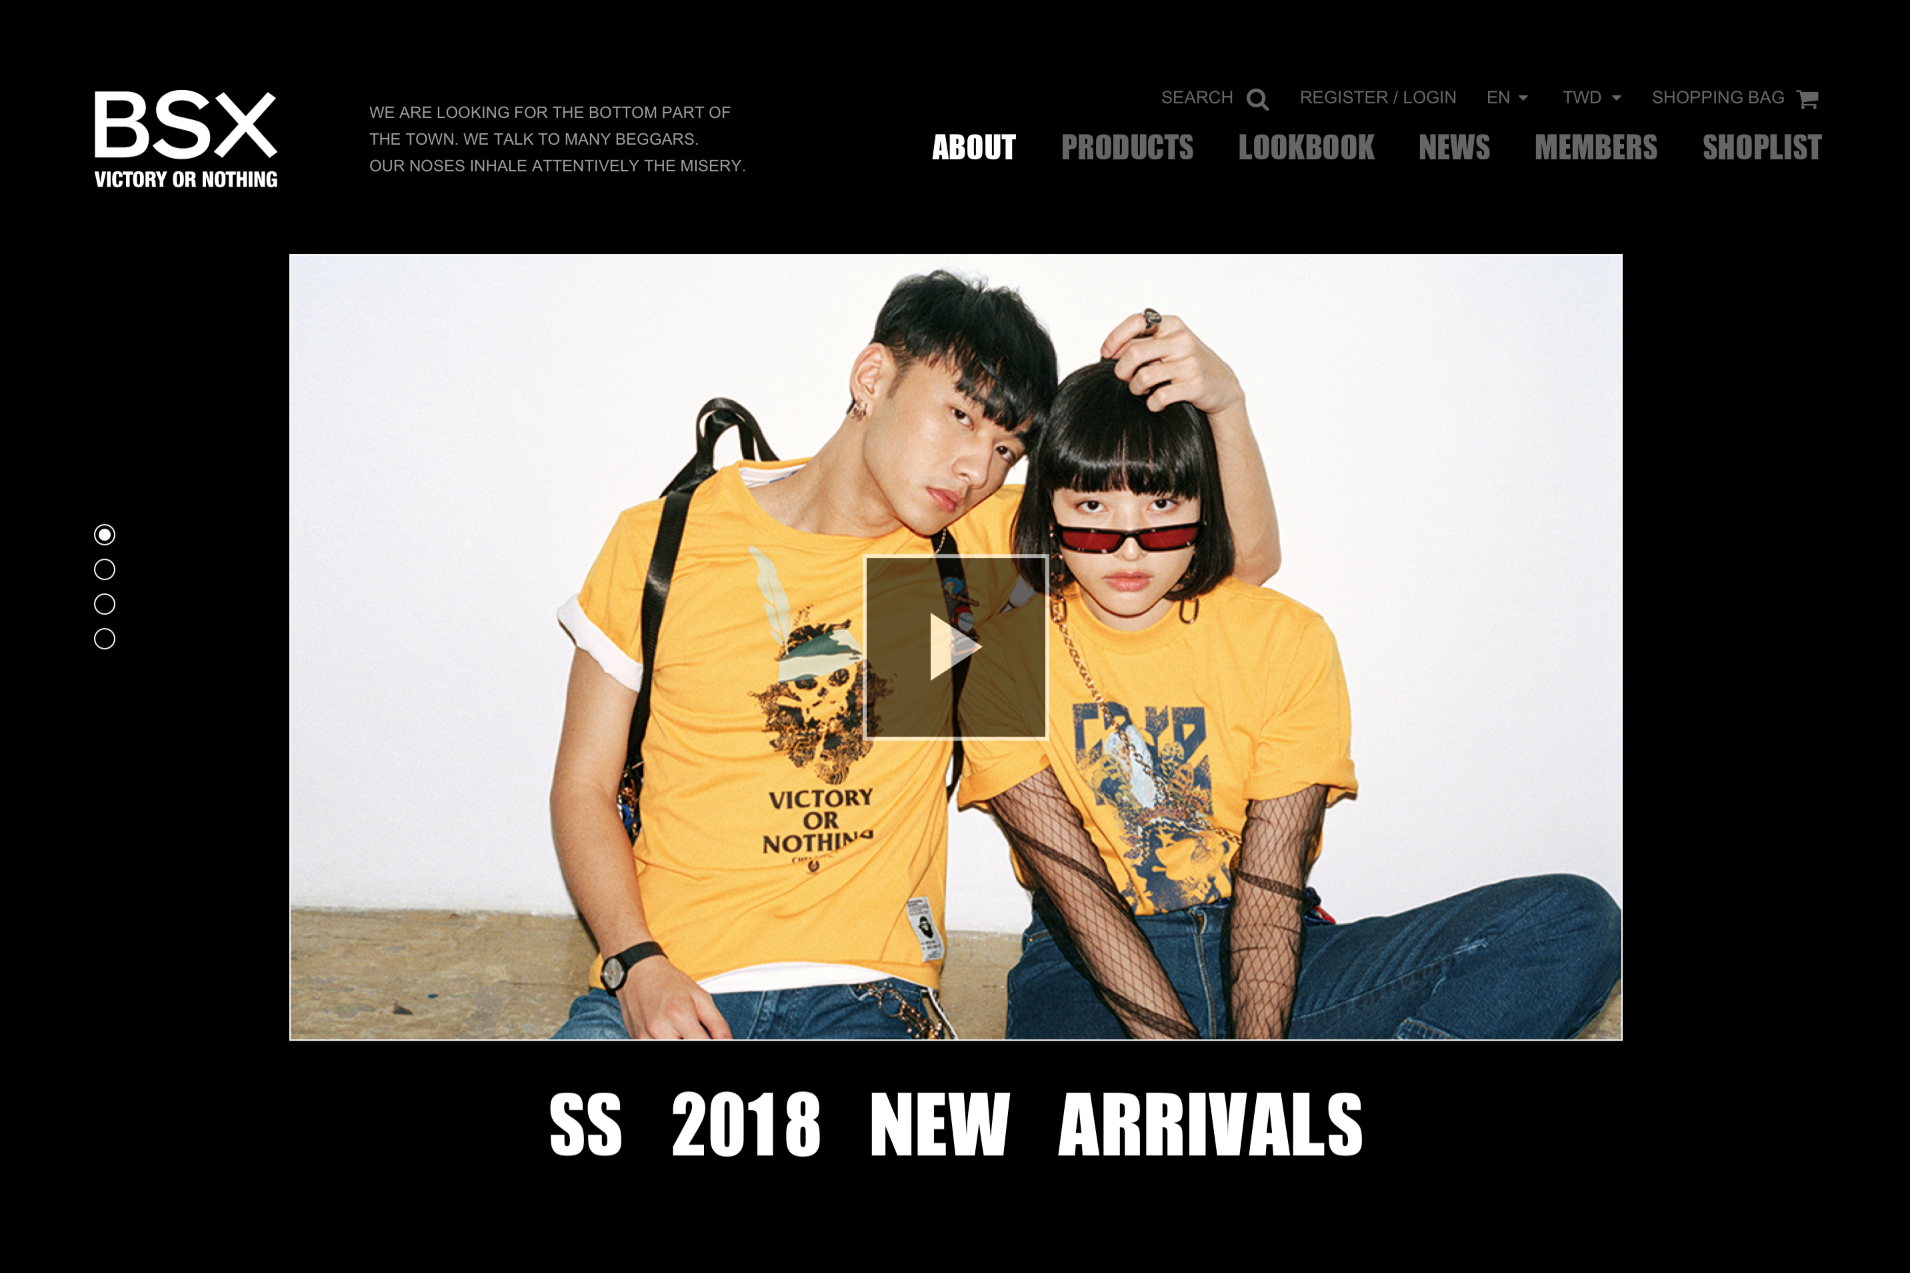 BSX
VICTORY OR NOTHING
WE ARE LOOKING FOR THE BOTTOM PART OF
THE TOWN. WE TALK TO MANY BEGGARS.
OUR NOSES INHALE ATTENTIVELY THE MISERY.
SEARCH REGISTER / LOGIN EN TWD SHOPPING BAG
ABOUT PRODUCTS LOOKBOOK NEWS MEMBERS SHOPLIST
VICTORY
OR
NOTHING
SS 2018 NEW ARRIVALS